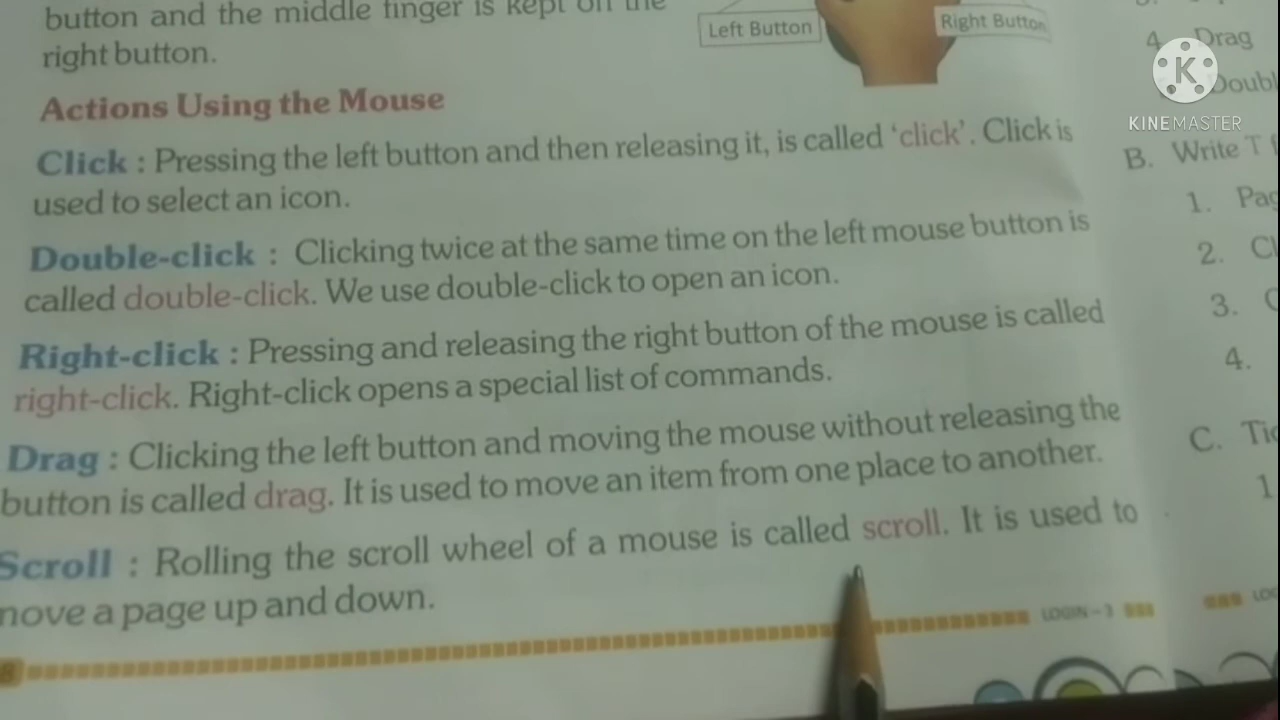 button and the middle finger is kept on the
right button.
Left Button
Right Button
Actions Using the Mouse
Click : Pressing the left button and then releasing it, is called 'click'. Click is
used to select an icon.
Double-click : Clicking twice at the same time on the left mouse button is
called double-click. We use double-click to open an icon.
Right-click : Pressing and releasing the right button of the mouse is called
right-click. Right-click opens a special list of commands.
Drag : Clicking the left button and moving the mouse without releasing the
button is called drag. It is used to move an item from one place to another.
Scroll : Rolling the scroll wheel of a mouse is called scroll. It is used to
move a page up and down.
LOGIN-3
4. Drag
KINEMASTER
B. Write T
1.
2.
3.
4.
C.
1